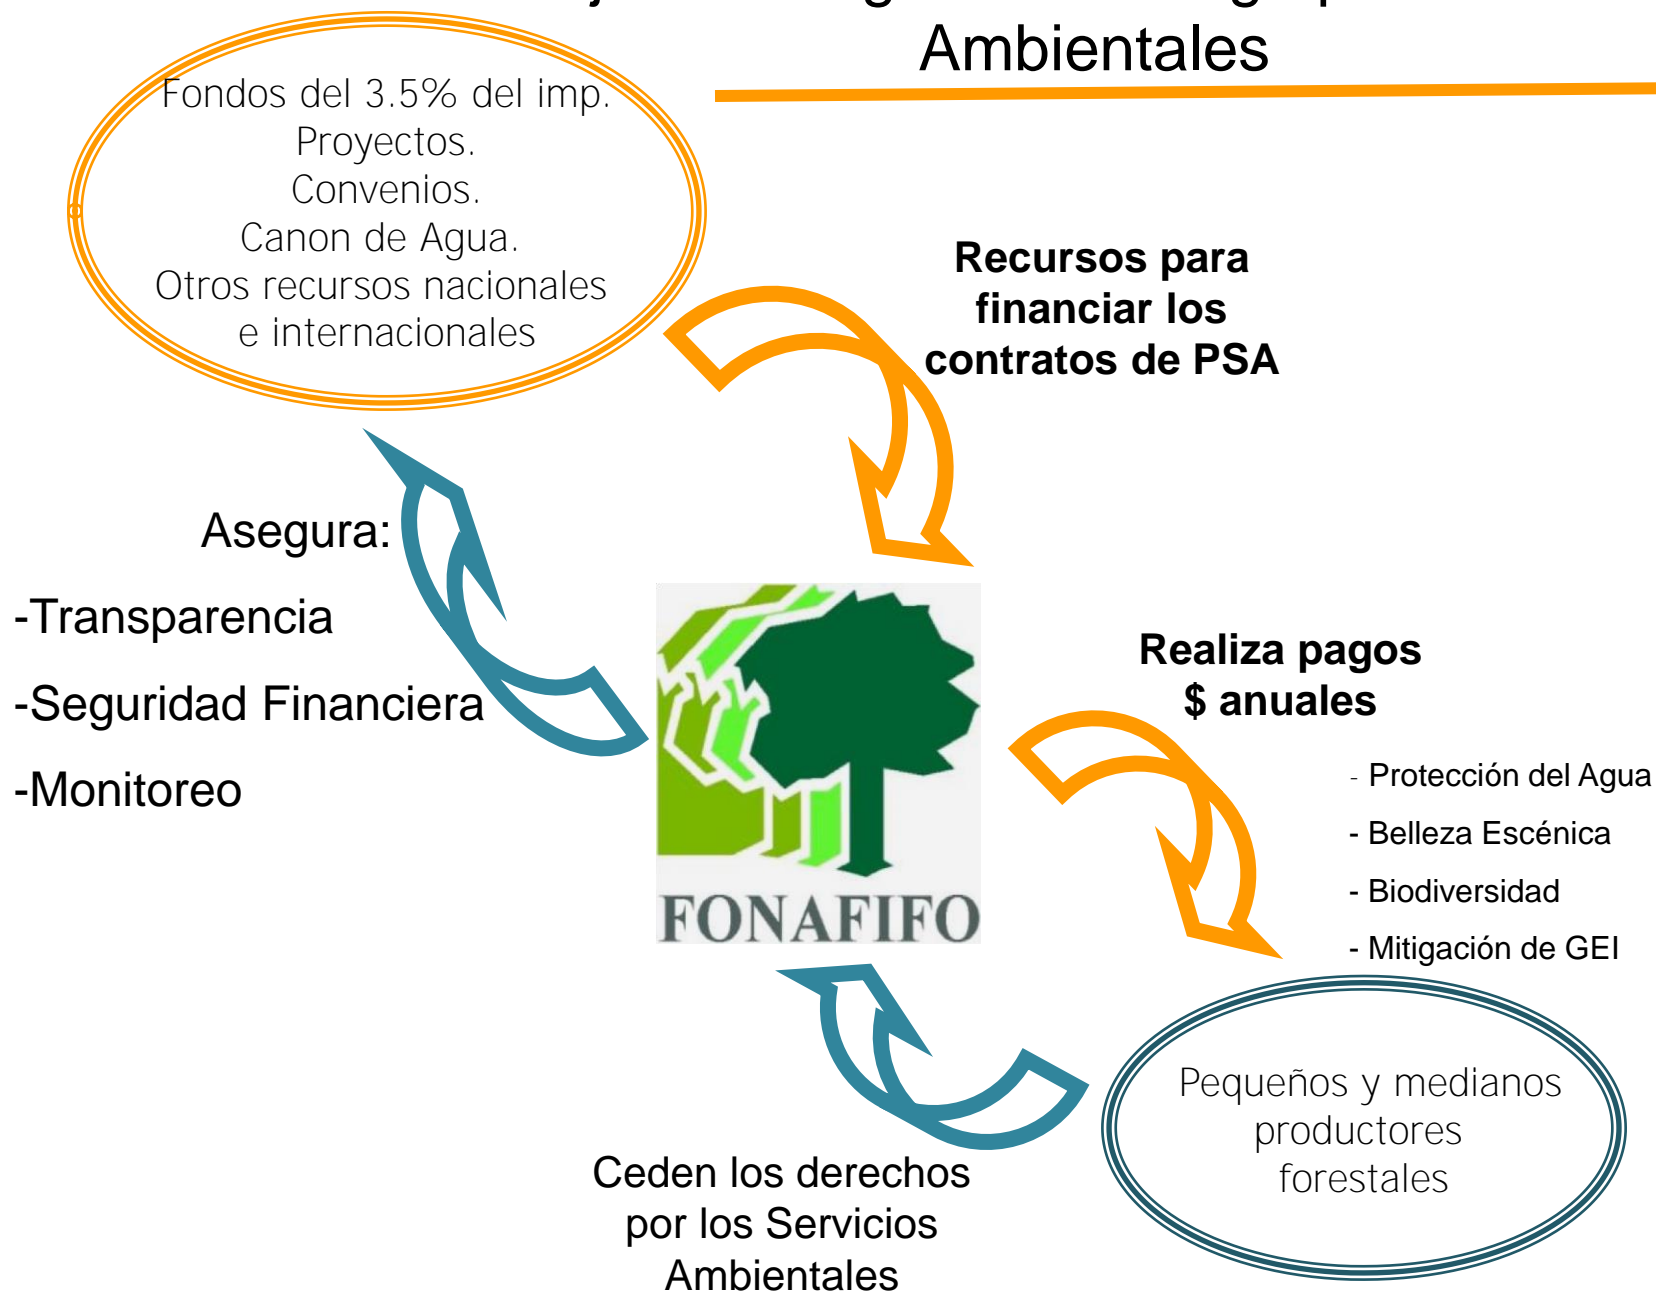 Ambientales
Fondos del 3.5% del imp.
Proyectos.
Convenios.
Canon de Agua.
Otros recursos nacionales
e internacionales
Recursos para
financiar los
contratos de PSA
Asegura:
-Transparencia
-Seguridad Financiera
-Monitoreo
FONAFIFO
Realiza pagos
$ anuales
- Protección del Agua
- Belleza Escénica
- Biodiversidad
- Mitigación de GEI
Pequeños y medianos
productores
forestales
Ceden los derechos
por los Servicios
Ambientales